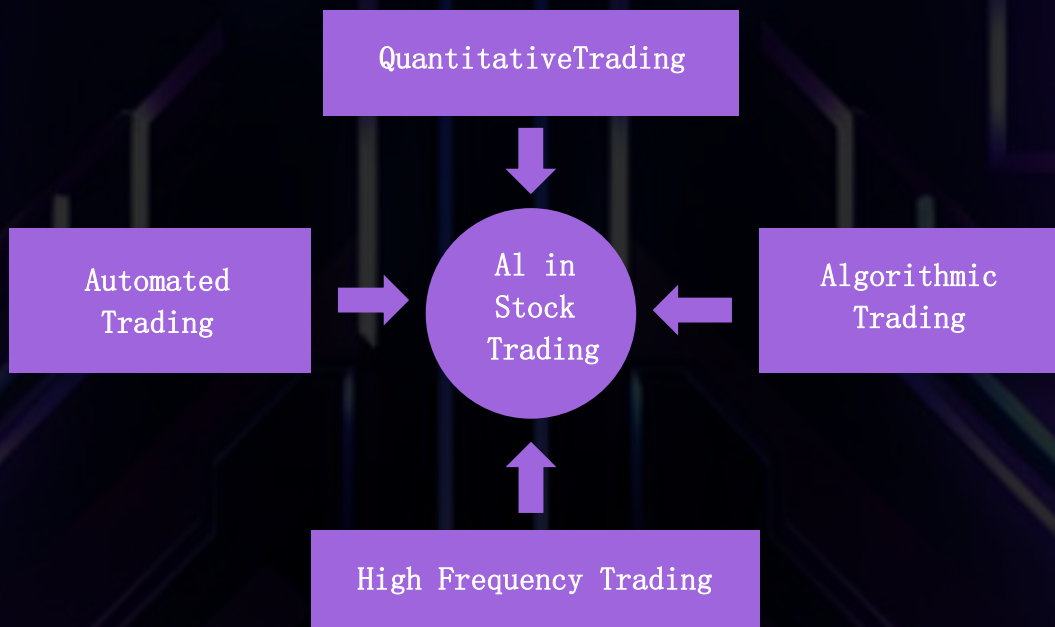 QuantitativeTrading
Automated
Trading
Al in
Stock
Trading
Algorithmic
Trading
High Frequency Trading